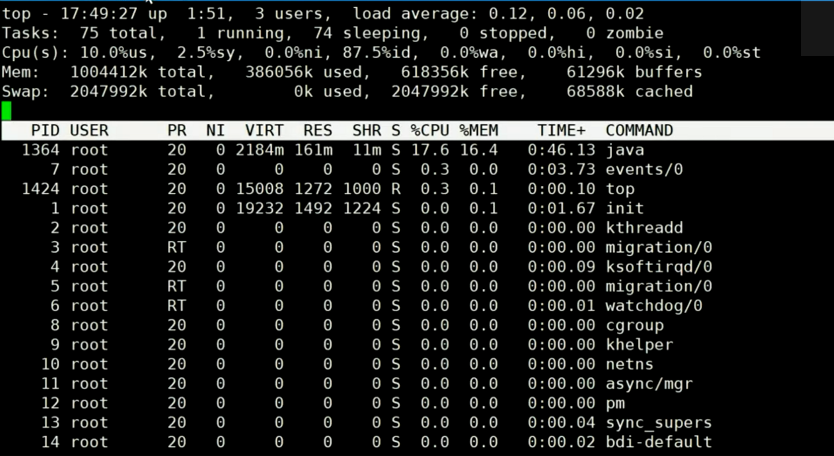 top - 17:49:27 up  1:51,  3 users,  load average: 0.12, 0.06, 0.02
Tasks:  75 total,   1 running,  74 sleeping,   0 stopped,   0 zombie
Cpu(s): 10.0%us,  2.5%sy,  0.0%ni, 87.5%id,  0.0%wa,  0.0%hi,  0.0%si,  0.0%st
Mem:   1004412k total,   386056k used,   618356k free,    61296k buffers
Swap:  2047992k total,        0k used,  2047992k free,    68588k cached
PID USER      PR  NI  VIRT  RES  SHR S %CPU %MEM    TIME+  COMMAND
1364 root      20   0 2184m 161m  11m S 17.6 16.4   0:46.13 java
7 root      20   0     0    0    0 S  0.3  0.0   0:03.73 events/0
1424 root      20   0 15008 1272 1000 R  0.3  0.1   0:00.10 top
1 root      20   0 19232 1492 1224 S  0.0  0.1   0:01.67 init
2 root      20   0     0    0    0 S  0.0  0.0   0:00.00 kthreadd
3 root      RT   0     0    0    0 S  0.0  0.0   0:00.00 migration/0
4 root      20   0     0    0    0 S  0.0  0.0   0:00.09 ksoftirqd/0
5 root      RT   0     0    0    0 S  0.0  0.0   0:00.00 migration/0
6 root      RT   0     0    0    0 S  0.0  0.0   0:00.01 watchdog/0
8 root      20   0     0    0    0 S  0.0  0.0   0:00.00 cgroup
9 root      20   0     0    0    0 S  0.0  0.0   0:00.00 khelper
10 root      20   0     0    0    0 S  0.0  0.0   0:00.00 netns
11 root      20   0     0    0    0 S  0.0  0.0   0:00.00 async/mgr
12 root      20   0     0    0    0 S  0.0  0.0   0:00.00 pm
13 root      20   0     0    0    0 S  0.0  0.0   0:00.04 sync_supers
14 root      20   0     0    0    0 S  0.0  0.0   0:00.02 bdi-default